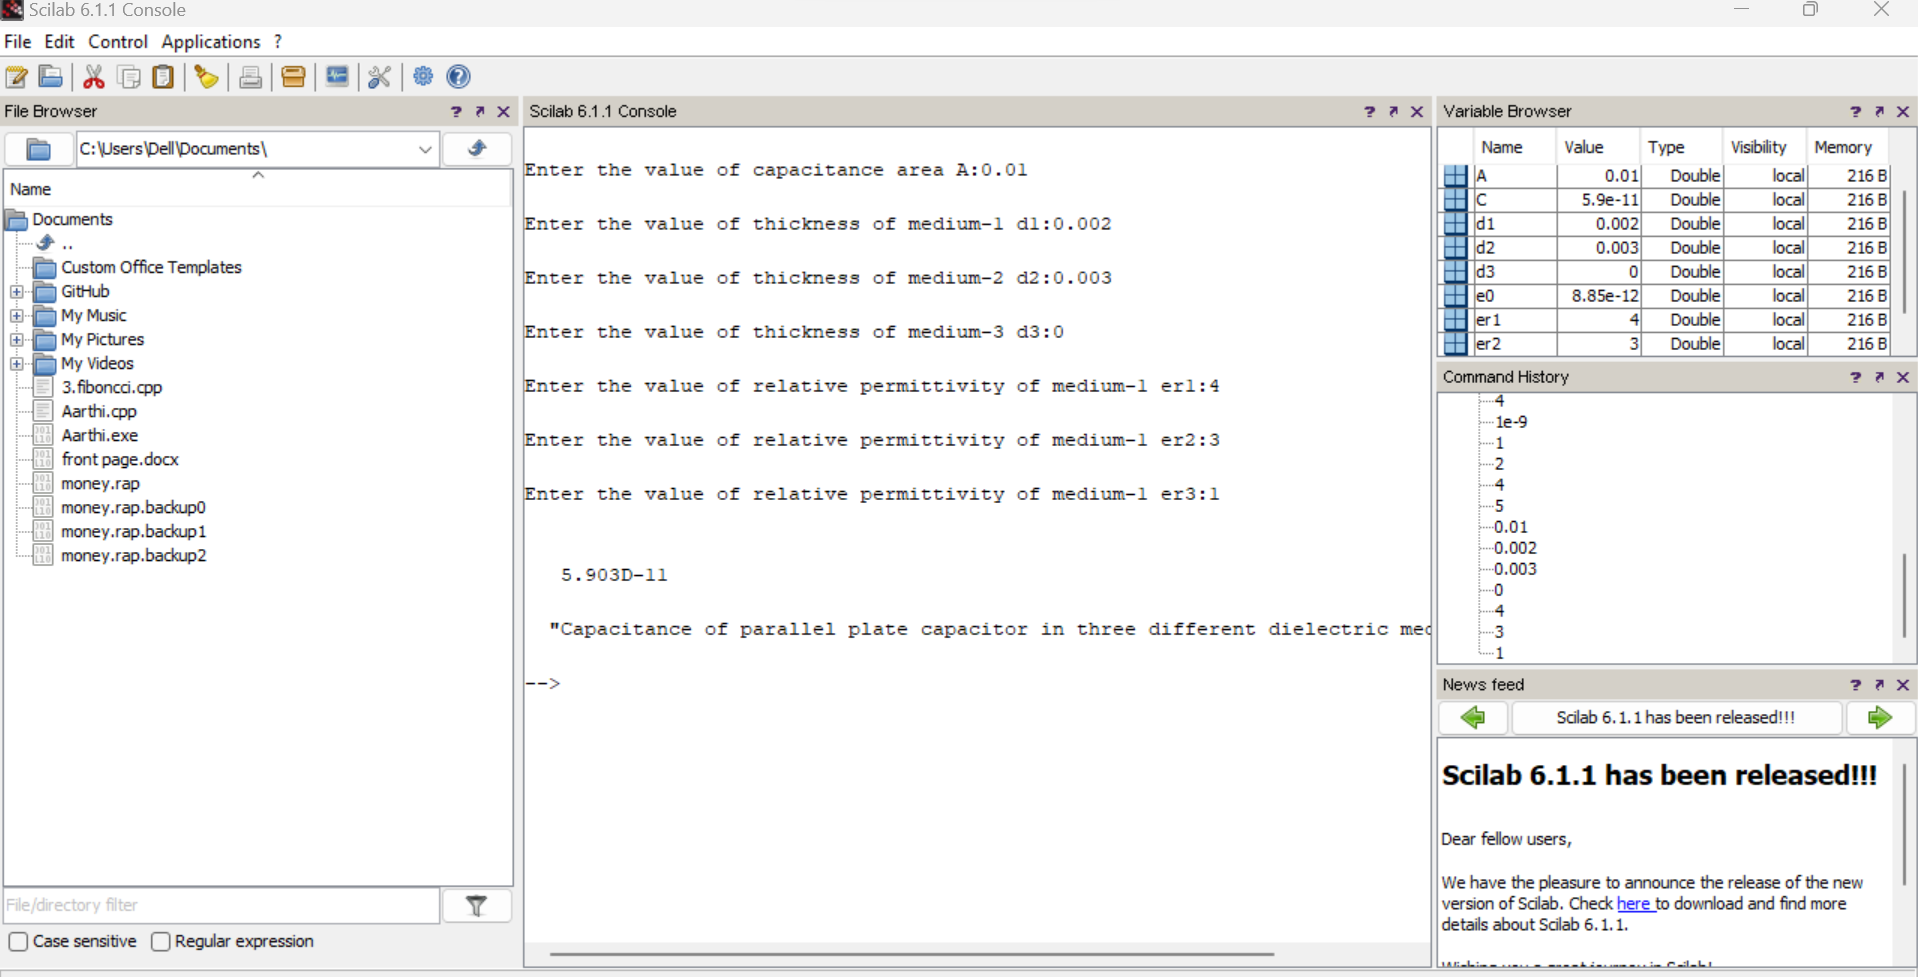 Scilab 6.1.1 Console
File Edit Control Applications ?
File Browser
C:\Users\Dell\Documents\
Name
Documents
..
Custom Office Templates
GitHub
My Music
My Pictures
My Videos
3.fiboncci.cpp
Aarthi.cpp
Aarthi.exe
front page.docx
money.rap
money.rap.backup0
money.rap.backup1
money.rap.backup2
File/directory filter
Case sensitive Regular expression
Scilab 6.1.1 Console
Enter the value of capacitance area A:0.01
Enter the value of thickness of medium-1 d1:0.002
Enter the value of thickness of medium-2 d2:0.003
Enter the value of thickness of medium-3 d3:0
Enter the value of relative permittivity of medium-1 er1:4
Enter the value of relative permittivity of medium-1 er2:3
Enter the value of relative permittivity of medium-1 er3:1
5.903D-11
"Capacitance of parallel plate capacitor in three different dielectric med
-->
Variable Browser
Name Value Type Visibility Memory
A 0.01 Double local 216 B
C 5.9e-11 Double local 216 B
d1 0.002 Double local 216 B
d2 0.003 Double local 216 B
d3 0 Double local 216 B
e0 8.85e-12 Double local 216 B
er1 4 Double local 216 B
er2 3 Double local 216 B
Command History
4
1e-9
1
2
4
5
0.01
0.002
0.003
0
4
3
1
News feed
Scilab 6.1.1 has been released!!!
Scilab 6.1.1 has been released!!!
Dear fellow users,
We have the pleasure to announce the release of the new
version of Scilab. Check here to download and find more
details about Scilab 6.1.1.